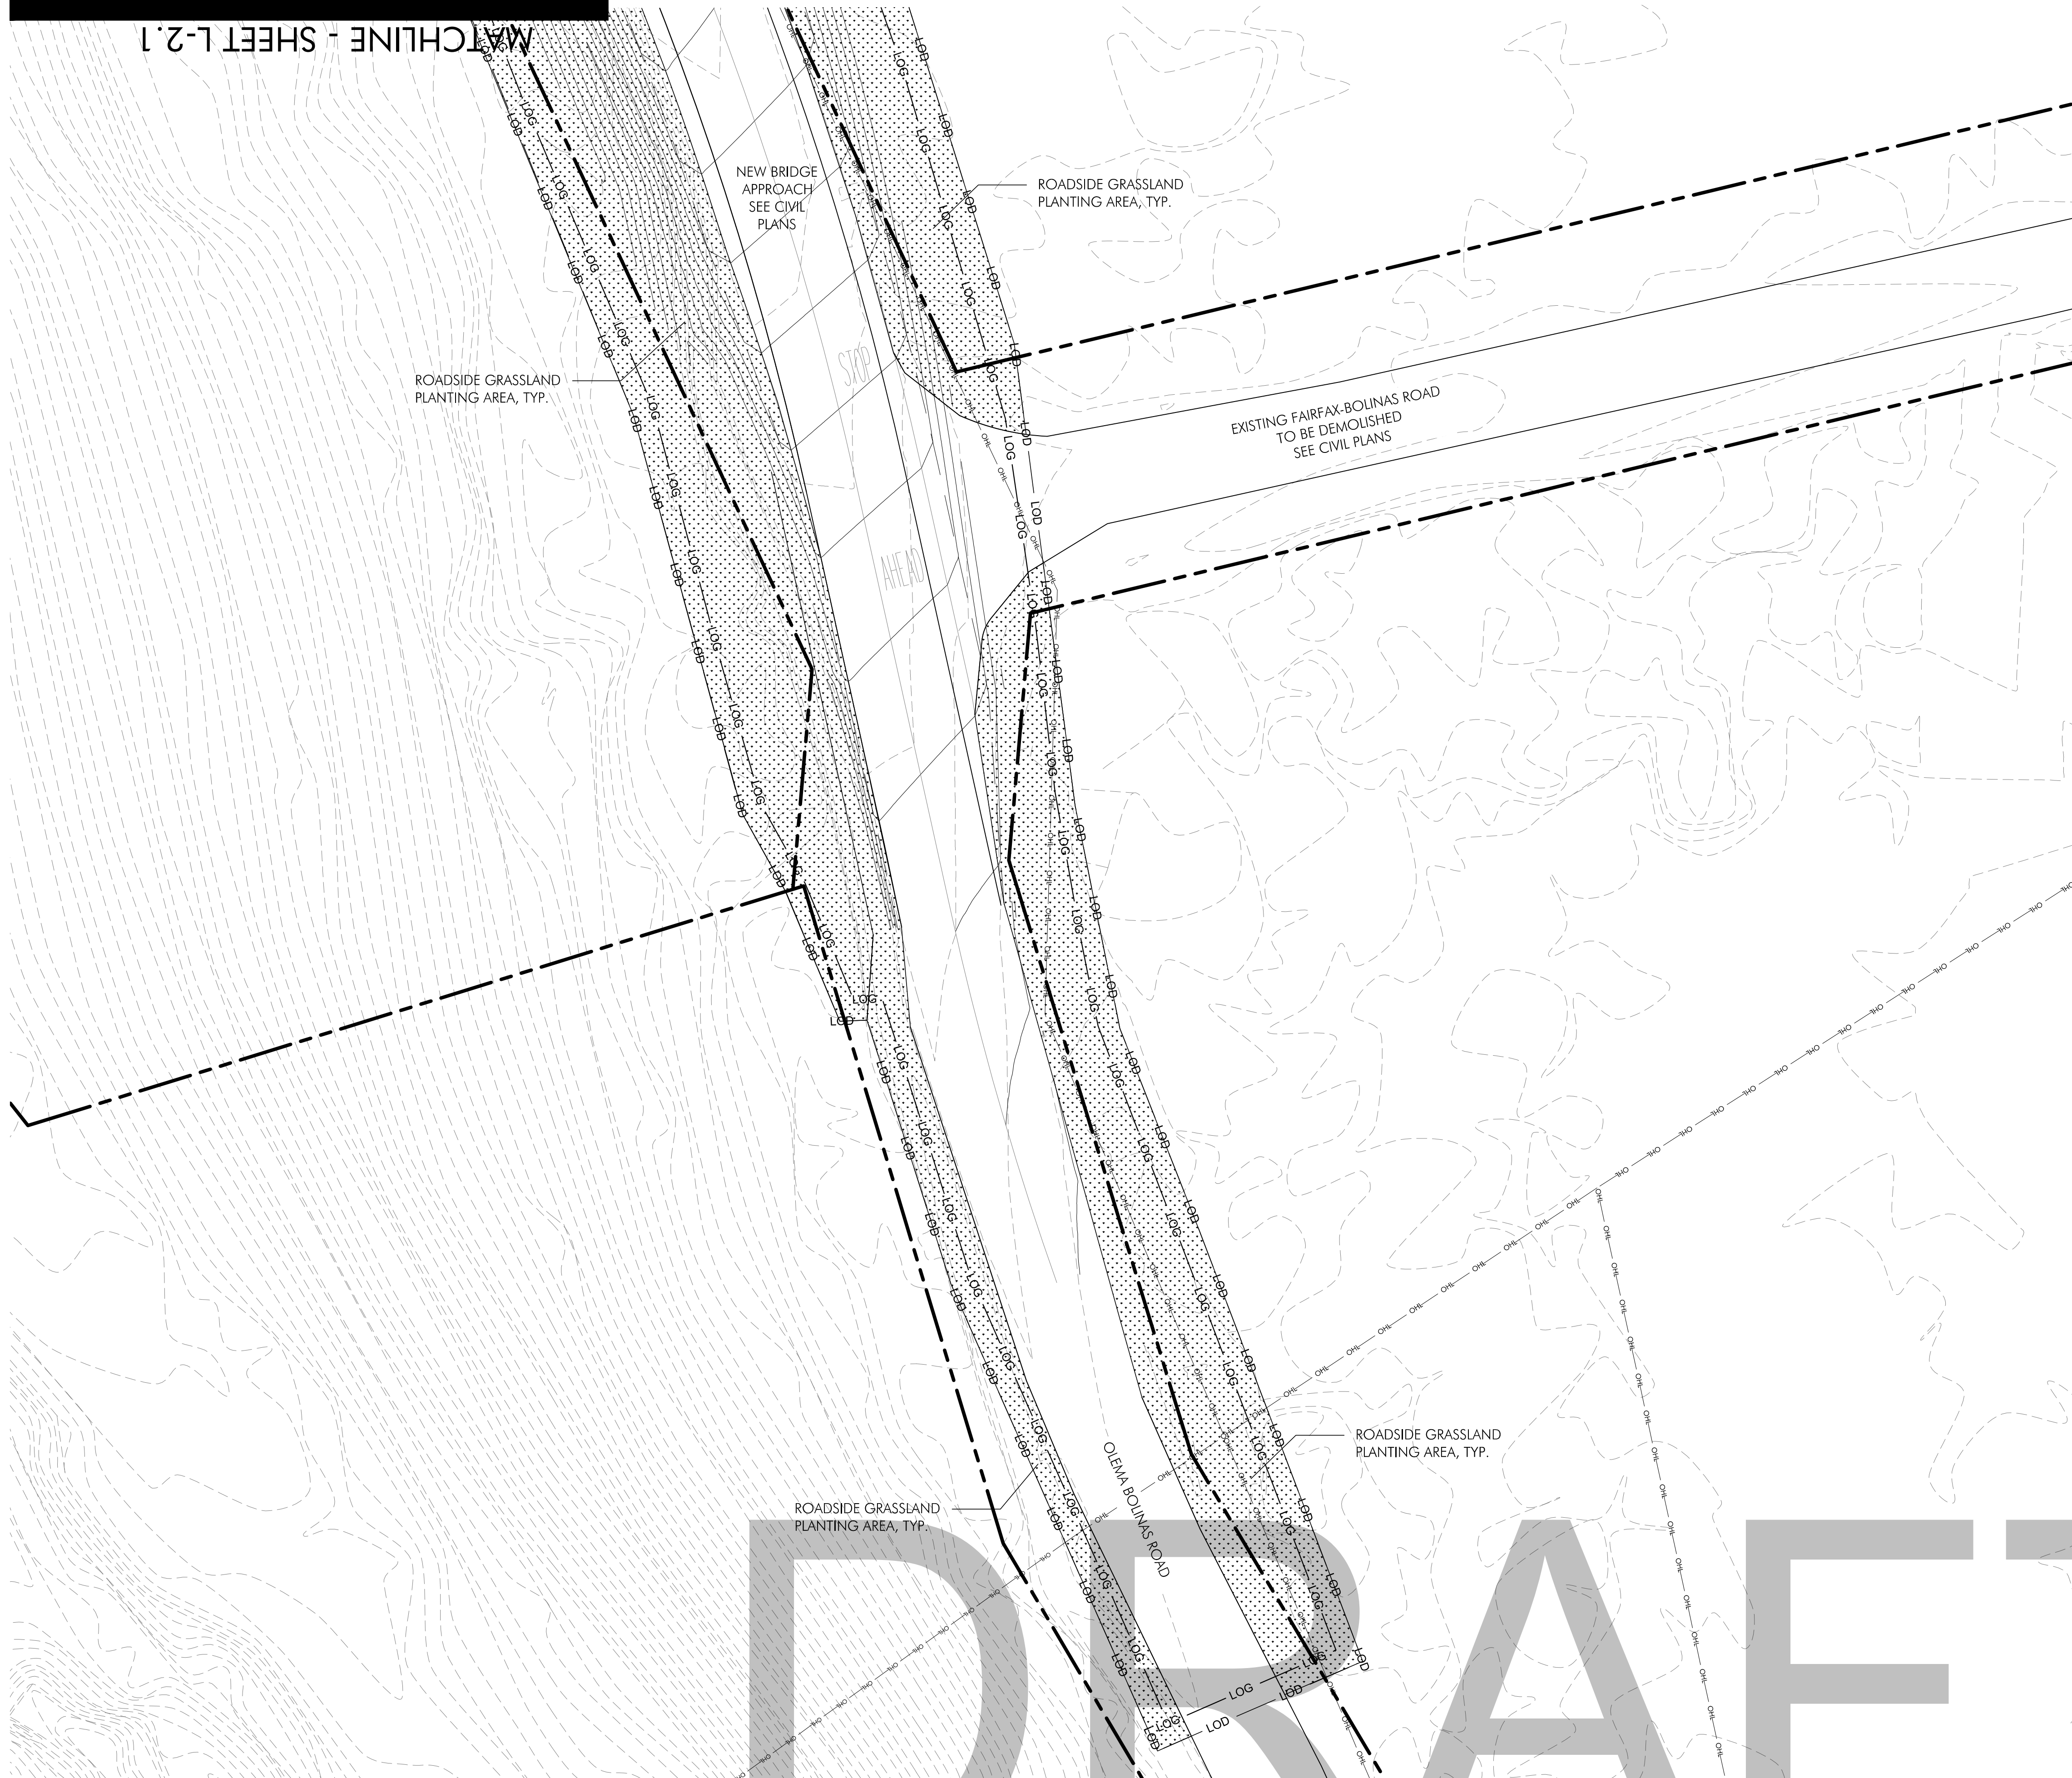 MATCHLINE - SHEET L-2.1
NEW BRIDGE
APPROACH
SEE CIVIL
PLANS
ROADSIDE GRASSLAND
PLANTING AREA, TYP.
ROADSIDE GRASSLAND
PLANTING AREA, TYP.
STOP
EXISTING FAIRFAX-BOLINAS ROAD
TO BE DEMOLISHED
SEE CIVIL PLANS
AHEAD
ROADSIDE GRASSLAND
PLANTING AREA, TYP.
OLEMA BOLINAS ROAD
ROADSIDE GRASSLAND
PLANTING AREA, TYP.
LOG
LOD
OHL
DRAFT